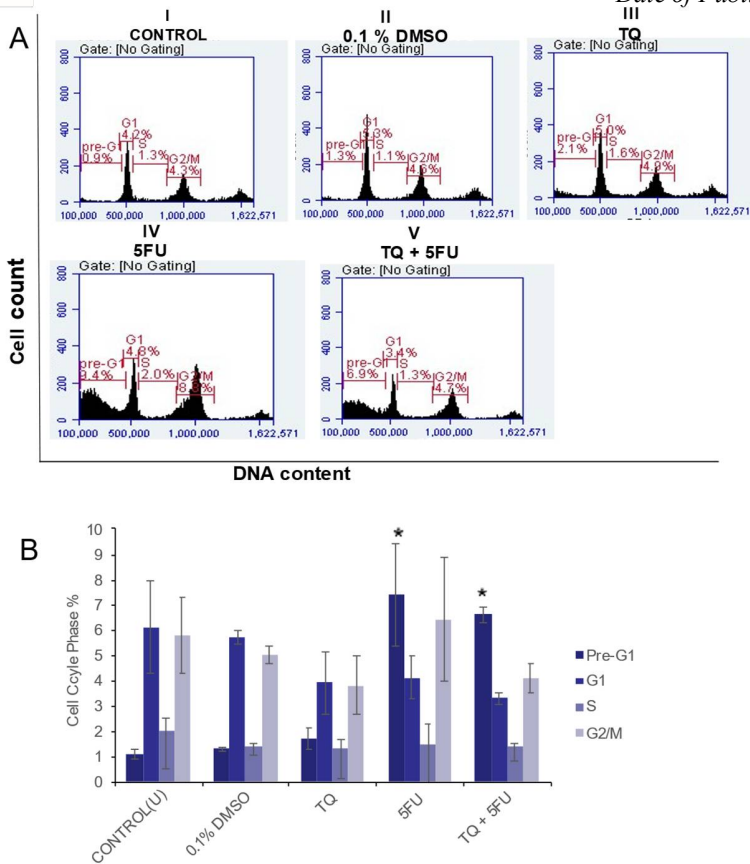 A
I
CONTROL
Gate: [No Gating]
800
600
400
200
0
G1
4.2%
pre-G1
0.9%
S
1.3%
G2/M
4.3%
100,000 500,000 1,000,000 1,622,571
II
0.1 % DMSO
Gate: [No Gating]
800
600
400
200
0
G1
pre-G1
1.3%
S
1.1%
G2/M
100,000 500,000 1,000,000 1,622,571
III
TQ
Gate: [No Gating]
800
600
400
200
0
G1
5.0%
pre-G1
2.1%
S
1.6%
G2/M
100,000 500,000 1,000,000 1,622,571
IV
5FU
Gate: [No Gating]
800
600
400
200
0
G1
4.8%
pre-G1
S
2.0%
G2/M
100,000 500,000 1,000,000 1,622,571
V
TQ + 5FU
Gate: [No Gating]
800
600
400
200
0
G1
3.4%
pre-G1
6.9%
S
1.3%
G2/M
4.7%
100,000 500,000 1,000,000 1,622,571
Cell count
DNA content
B
Cell Ccyle Phase %
10
9
8
7
6
5
4
3
2
1
0
*
*
CONTROL(U)
0.1% DMSO
TQ
5FU
TQ + 5FU
Pre-G1
G1
S
G2/M